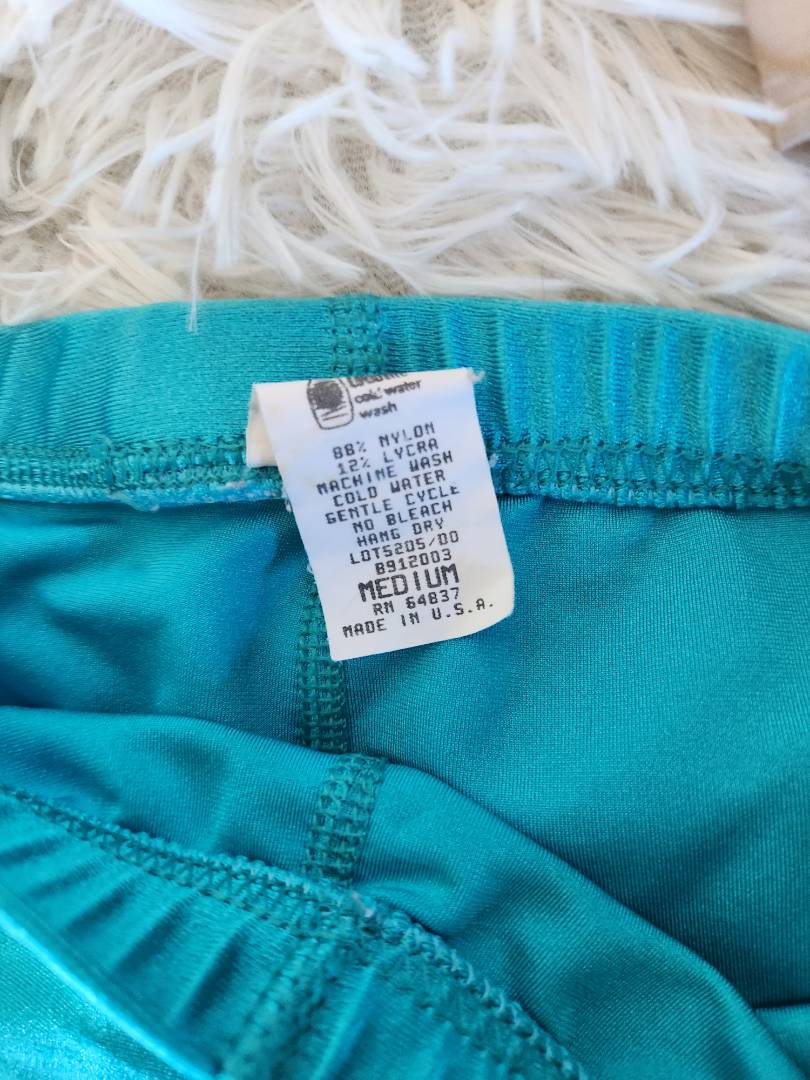 cold water
wash
88% NYLON
12% LYCRA
MACHINE WASH
COLD WATER
GENTLE CYCLE
NO BLEACH
HANG DRY
LOT5205/DO
8912003
MEDIUM
RN 64837
MADE IN U.S.A.